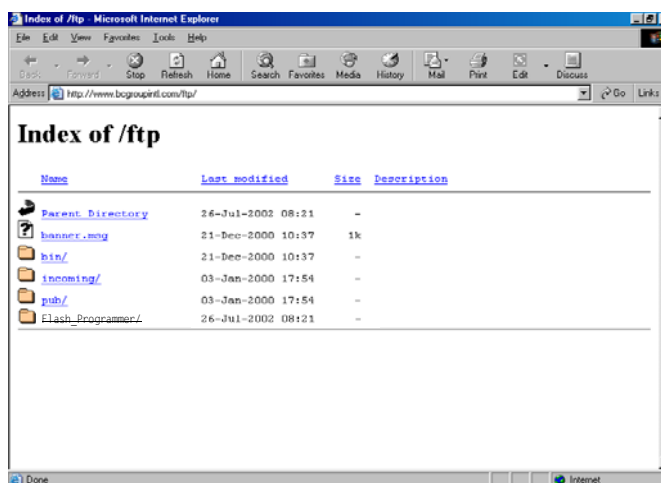 Index of /ftp - Microsoft Internet Explorer
File Edit View Favorites Tools Help
Back Forward Stop Refresh Home Search Favorites Media History Mail Print Edit Discuss
Address http://www.bcgroupintl.com/ftp/ Go Links
Index of /ftp
Name Last modified Size Description
Parent Directory 26-Jul-2002 08:21 -
banner.msg 21-Dec-2000 10:37 1k
bin/ 21-Dec-2000 10:37 -
incoming/ 03-Jan-2000 17:54 -
pub/ 03-Jan-2000 17:54 -
Flash_Programmer/ 26-Jul-2002 08:21 -
Done Internet